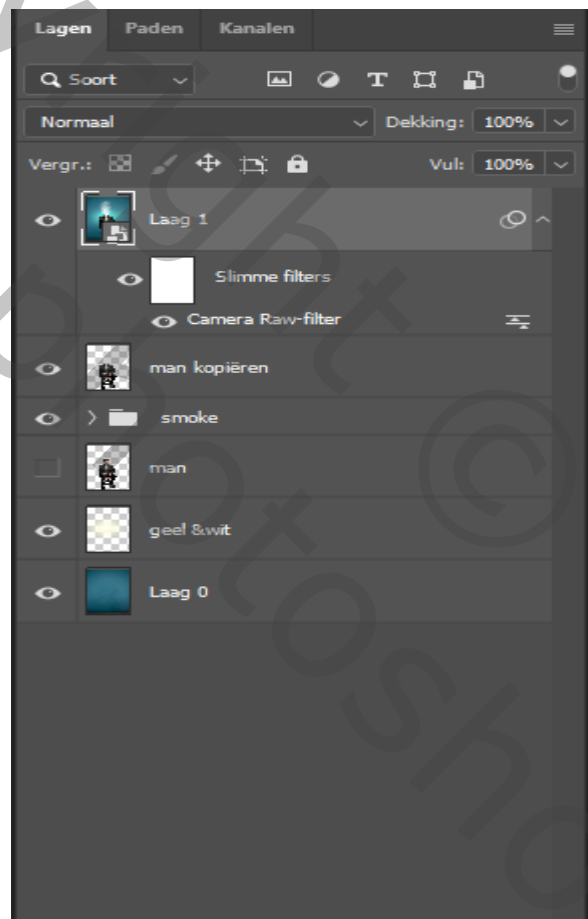 Lagen Paden Kanalen
Soort
Normaal Dekking: 100%
Vergr.: Vul: 100%
Laag 1
Slimme filters
Camera Raw-filter
man kopiëren
smoke
man
geel &wit
Laag 0